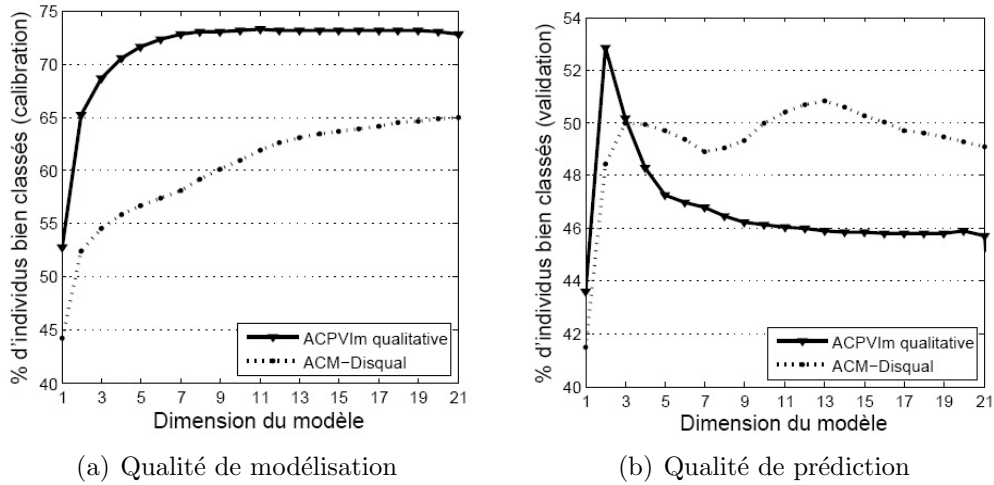 % d'individus bien classés (calibration)
75
70
65
60
55
50
45
40
1 3 5 7 9 11 13 15 17 19 21
ACPVIm qualitative
ACM–Disqual
Dimension du modèle
(a) Qualité de modélisation
% d'individus bien classés (validation)
54
52
50
48
46
44
42
40
1 3 5 7 9 11 13 15 17 19 21
ACPVIm qualitative
ACM–Disqual
Dimension du modèle
(b) Qualité de prédiction